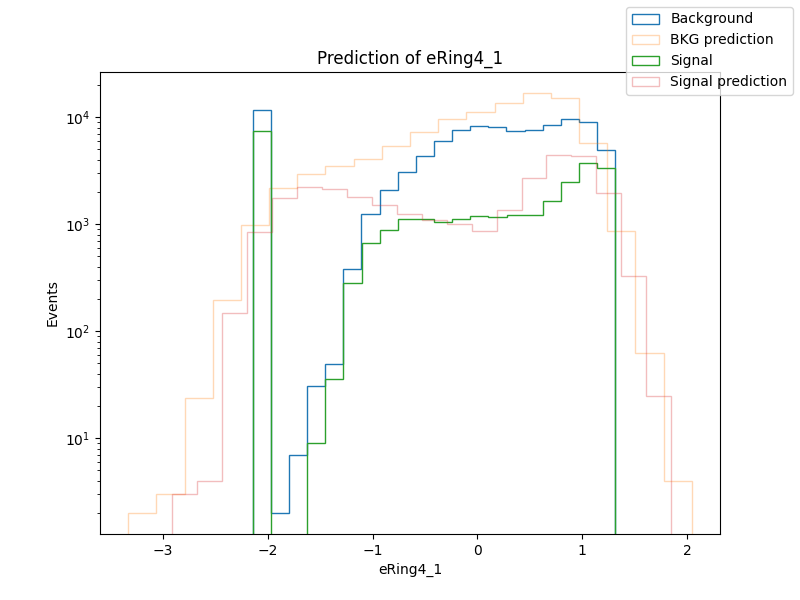 Prediction of eRing4_1
Background
BKG prediction
Signal
Signal prediction
Events
10^4
10^3
10^2
10^1
−3
−2
−1
0
1
2
eRing4_1